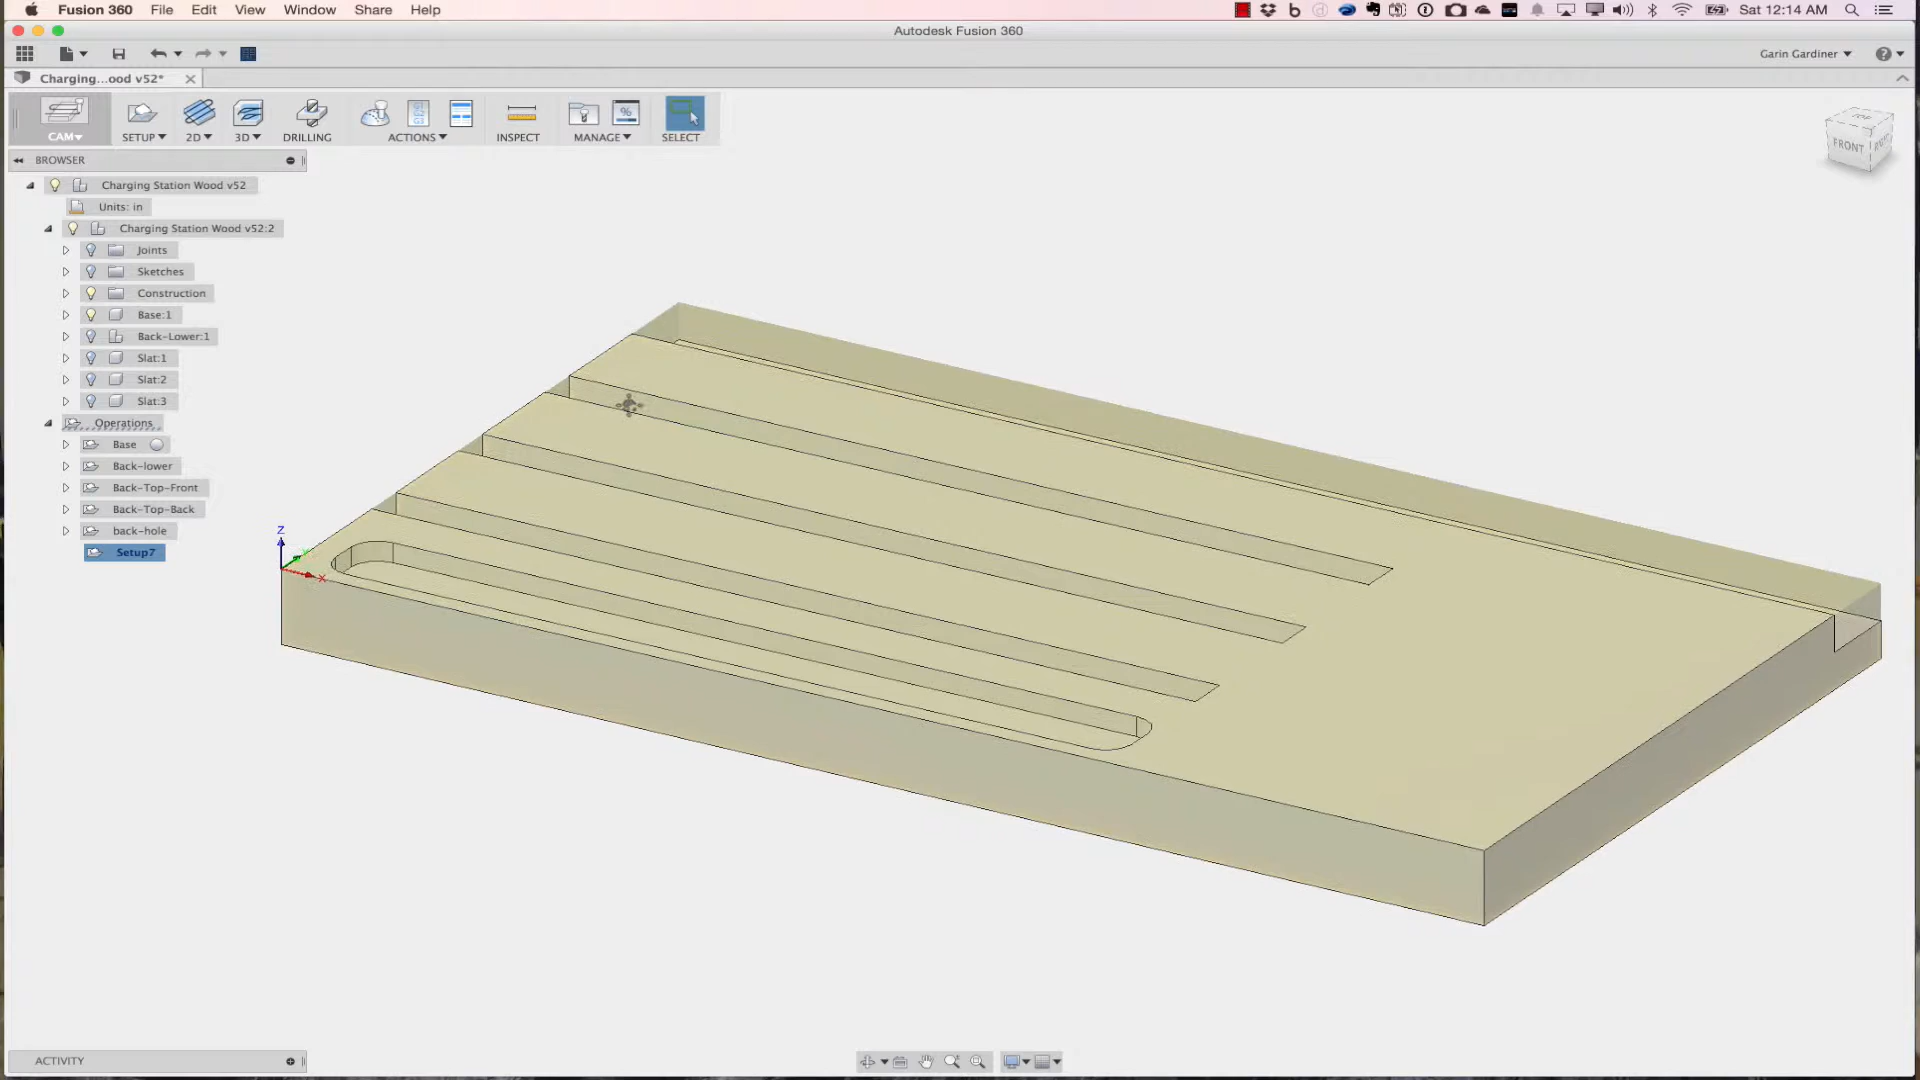 Fusion 360 File Edit View Window Share Help Sat 12:14 AM
Autodesk Fusion 360
Garin Gardiner
Charging...ood v52*
CAM SETUP 2D 3D DRILLING ACTIONS INSPECT MANAGE SELECT
BROWSER
Charging Station Wood v52
Units: in
Charging Station Wood v52:2
Joints
Sketches
Construction
Base:1
Back-Lower:1
Slat:1
Slat:2
Slat:3
Operations
Base
Back-lower
Back-Top-Front
Back-Top-Back
back-hole
Setup7
TOP
FRONT
RIGHT
Z
X
ACTIVITY